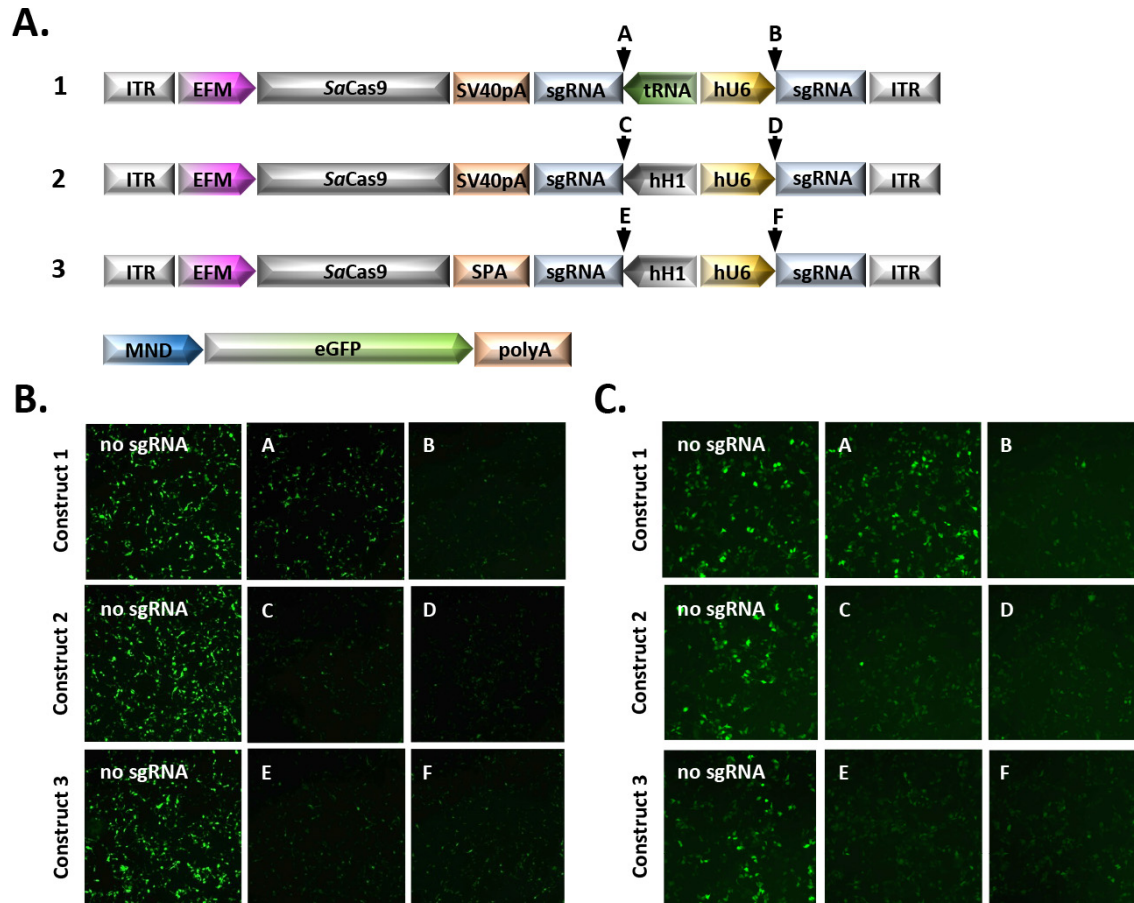 A.
A B
1 ITR EFM SaCas9 SV40pA sgRNA tRNA hU6 sgRNA ITR
C D
2 ITR EFM SaCas9 SV40pA sgRNA hH1 hU6 sgRNA ITR
E F
3 ITR EFM SaCas9 SPA sgRNA hH1 hU6 sgRNA ITR
MND eGFP polyA
B.
Construct 1 no sgRNA A B
Construct 2 no sgRNA C D
Construct 3 no sgRNA E F
C.
Construct 1 no sgRNA A B
Construct 2 no sgRNA C D
Construct 3 no sgRNA E F